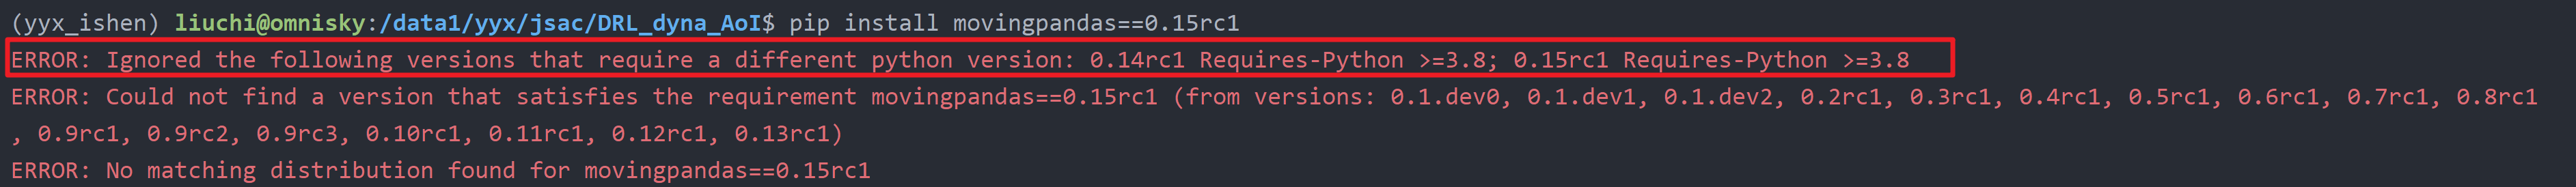 (yyx_ishen) liuchi@omnisky:/data1/yyx/jsac/DRL_dyna_AoI$ pip install movingpandas==0.15rc1
ERROR: Ignored the following versions that require a different python version: 0.14rc1 Requires-Python >=3.8; 0.15rc1 Requires-Python >=3.8
ERROR: Could not find a version that satisfies the requirement movingpandas==0.15rc1 (from versions: 0.1.dev0, 0.1.dev1, 0.1.dev2, 0.2rc1, 0.3rc1, 0.4rc1, 0.5rc1, 0.6rc1, 0.7rc1, 0.8rc1
, 0.9rc1, 0.9rc2, 0.9rc3, 0.10rc1, 0.11rc1, 0.12rc1, 0.13rc1)
ERROR: No matching distribution found for movingpandas==0.15rc1